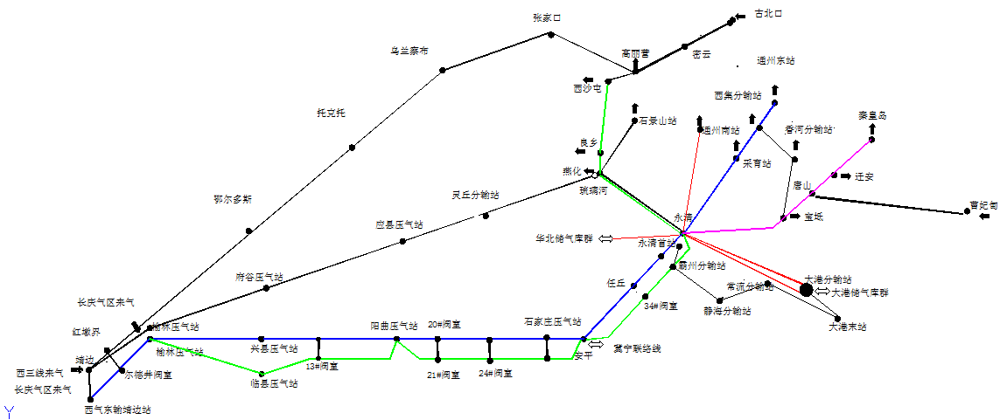 张家口
古北口
乌兰察布
高丽营
密云
通州东站
西沙屯
西集分输站
托克托
石景山站
通州南站
香河分输站
秦皇岛
良乡
采育站
燕化
迁安
琉璃河
唐山
鄂尔多斯
灵丘分输站
曹妃甸
永清
宝坻
应县压气站
华北储气库群
永清首站
霸州分输站
府谷压气站
任丘
常流分输站
大港分输站
大港储气库群
长庆气区来气
34#阀室
静海分输站
红墩界
榆林压气站
阳曲压气站
20#阀室
石家庄压气站
大港末站
榆林压气站
兴县压气站
冀宁联络线
靖边
安平
西三线来气
尔德井阀室
13#阀室
21#阀室
24#阀室
长庆气区来气
临县压气站
西气东输靖边站
Y